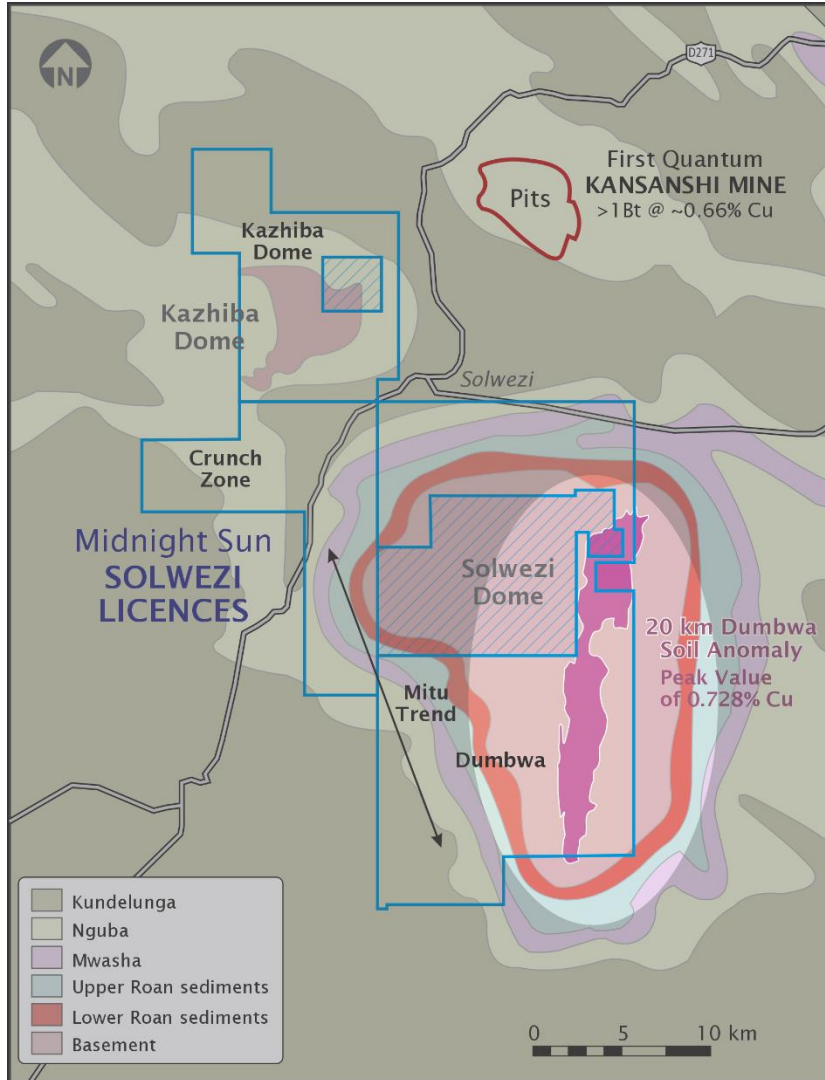 N
D271
First Quantum
KANSANSHI MINE
>1Bt @ ~0.66% Cu
Pits
Kazhiba
Dome
Kazhiba
Dome
Solwezi
Crunch
Zone
Midnight Sun
SOLWEZI
LICENCES
Solwezi
Dome
20 km Dumbwa
Soil Anomaly
Peak Value
of 0.728% Cu
Mitu
Trend
Dumbwa
Kundelunga
Nguba
Mwasha
Upper Roan sediments
Lower Roan sediments
Basement
0 5 10 km